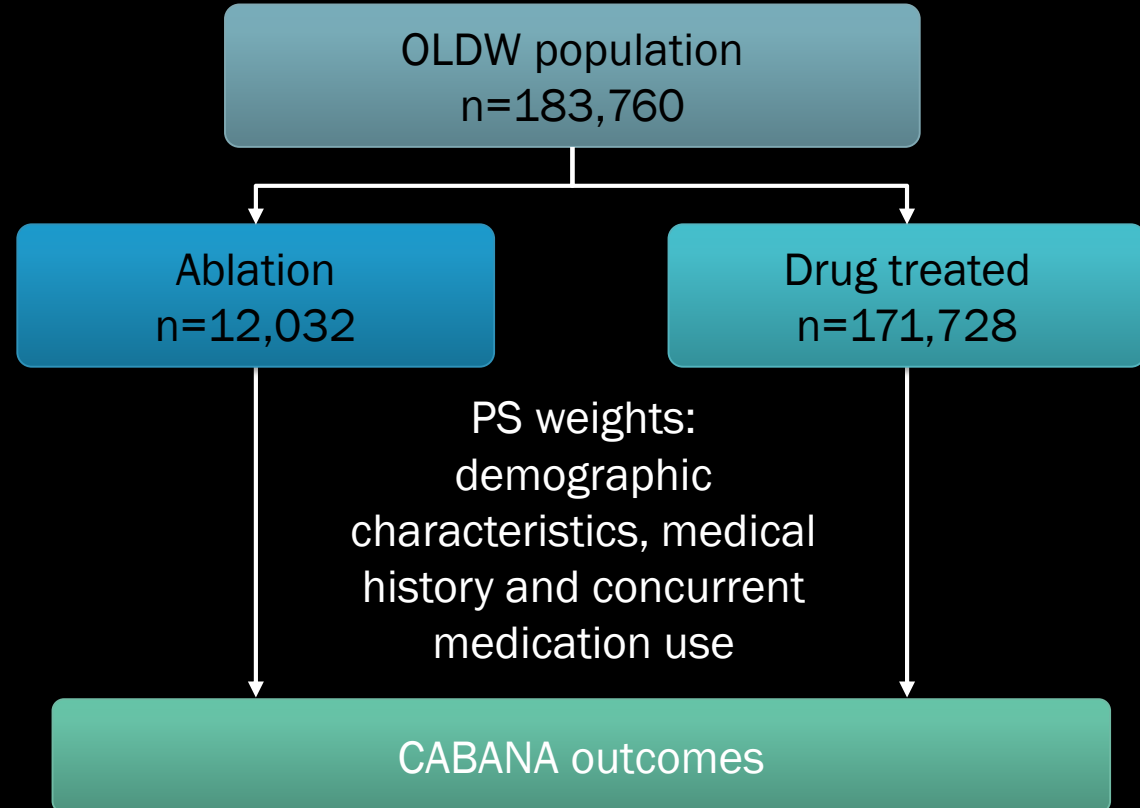 OLDW population
n=183,760
Ablation
n=12,032
Drug treated
n=171,728
PS weights:
demographic
characteristics, medical
history and concurrent
medication use
CABANA outcomes